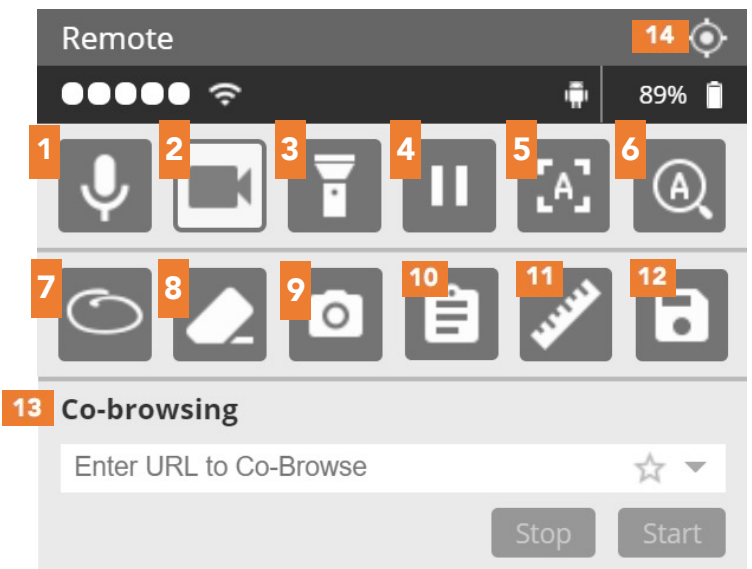 Remote 14
89%
1 2 3 4 5 6
A A
7 8 9 10 11 12
13 Co-browsing
Enter URL to Co-Browse
Stop Start